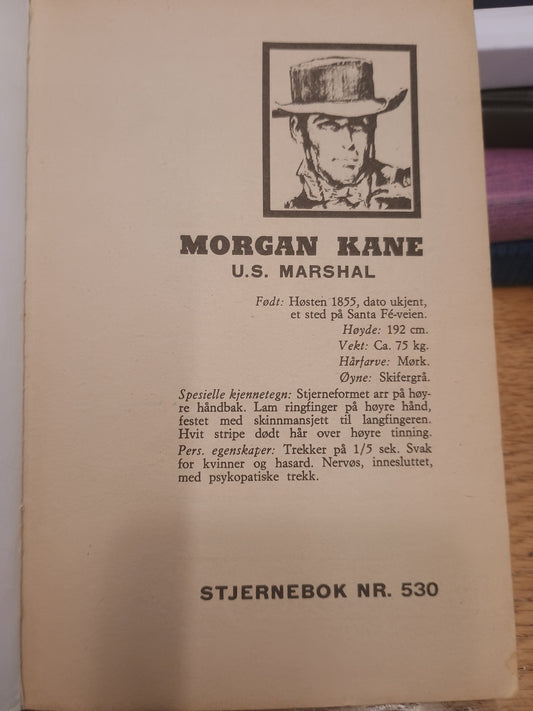 MORGAN KANE
U.S. MARSHAL
Født: Høsten 1855, dato ukjent,
et sted på Santa Fé-veien.
Høyde: 192 cm.
Vekt: Ca. 75 kg.
Hårfarve: Mørk.
Øyne: Skifergrå.
Spesielle kjennetegn: Stjerneformet arr på høy-
re håndbak. Lam ringfinger på høyre hånd,
festet med skinnmansjett til langfingeren.
Hvit stripe dødt hår over høyre tinning.
Pers. egenskaper: Trekker på 1/5 sek. Svak
for kvinner og hasard. Nervøs, innesluttet,
med psykopatiske trekk.
STJERNEBOK NR. 530